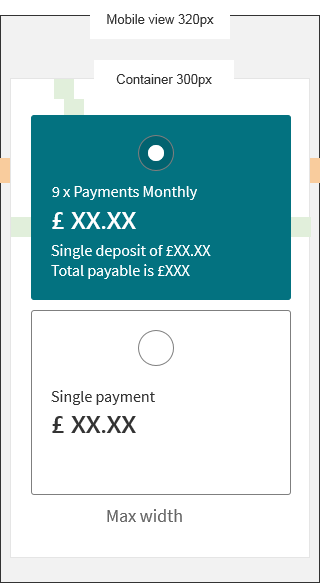 Mobile view 320px
Container 300px
9 x Payments Monthly
£ XX.XX
Single deposit of £XX.XX
Total payable is £XXX
Single payment
£ XX.XX
Max width